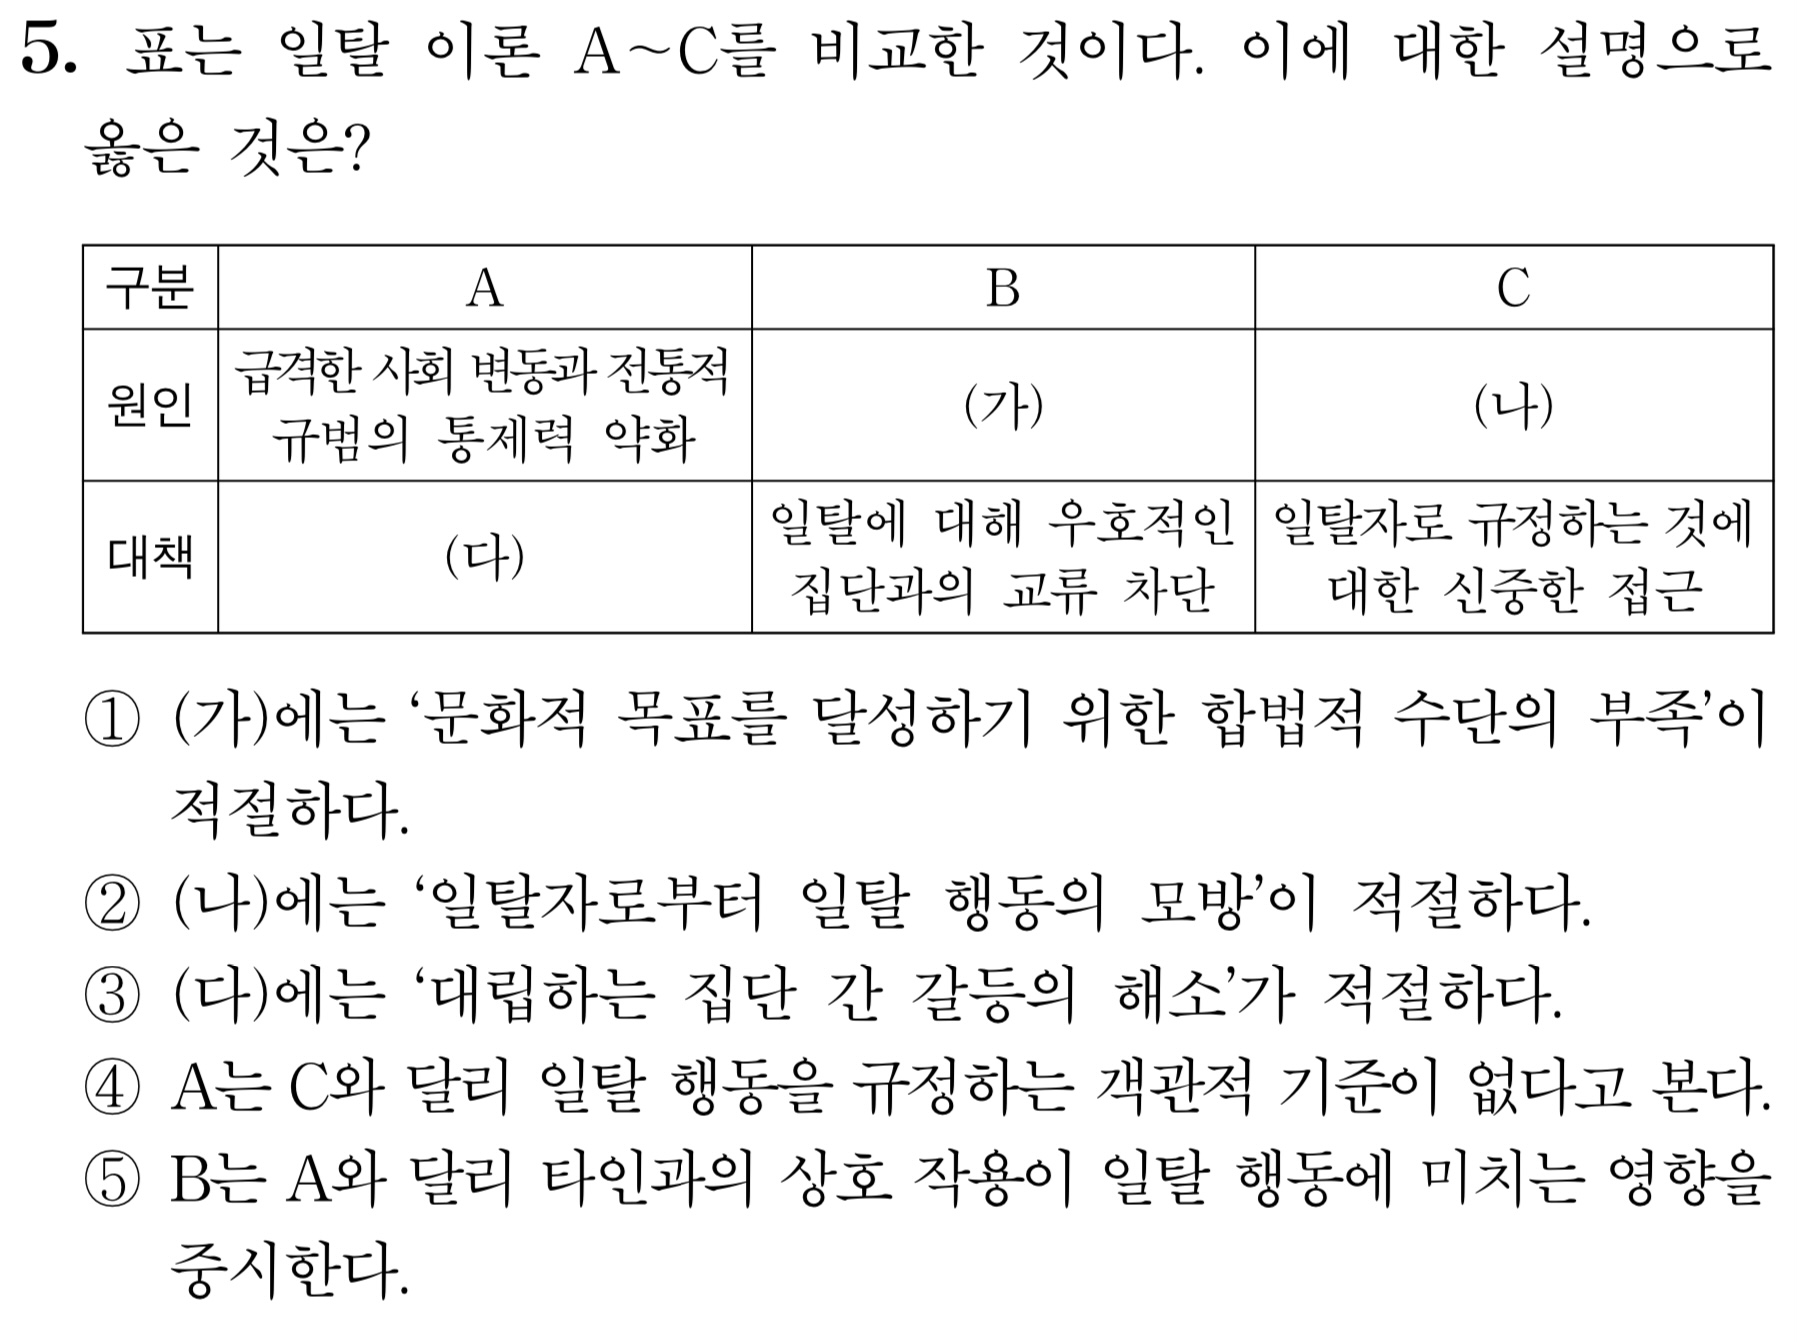 5. 표는 일탈 이론 A~C를 비교한 것이다. 이에 대한 설명으로
옳은 것은?
구분 A B C
원인 급격한 사회 변동과 전통적 규범의 통제력 약화 (가) (나)
대책 (다) 일탈에 대해 우호적인 집단과의 교류 차단 일탈자로 규정하는 것에 대한 신중한 접근
① (가)에는 ‘문화적 목표를 달성하기 위한 합법적 수단의 부족’이
적절하다.
② (나)에는 ‘일탈자로부터 일탈 행동의 모방’이 적절하다.
③ (다)에는 ‘대립하는 집단 간 갈등의 해소’가 적절하다.
④ A는 C와 달리 일탈 행동을 규정하는 객관적 기준이 없다고 본다.
⑤ B는 A와 달리 타인과의 상호 작용이 일탈 행동에 미치는 영향을
중시한다.